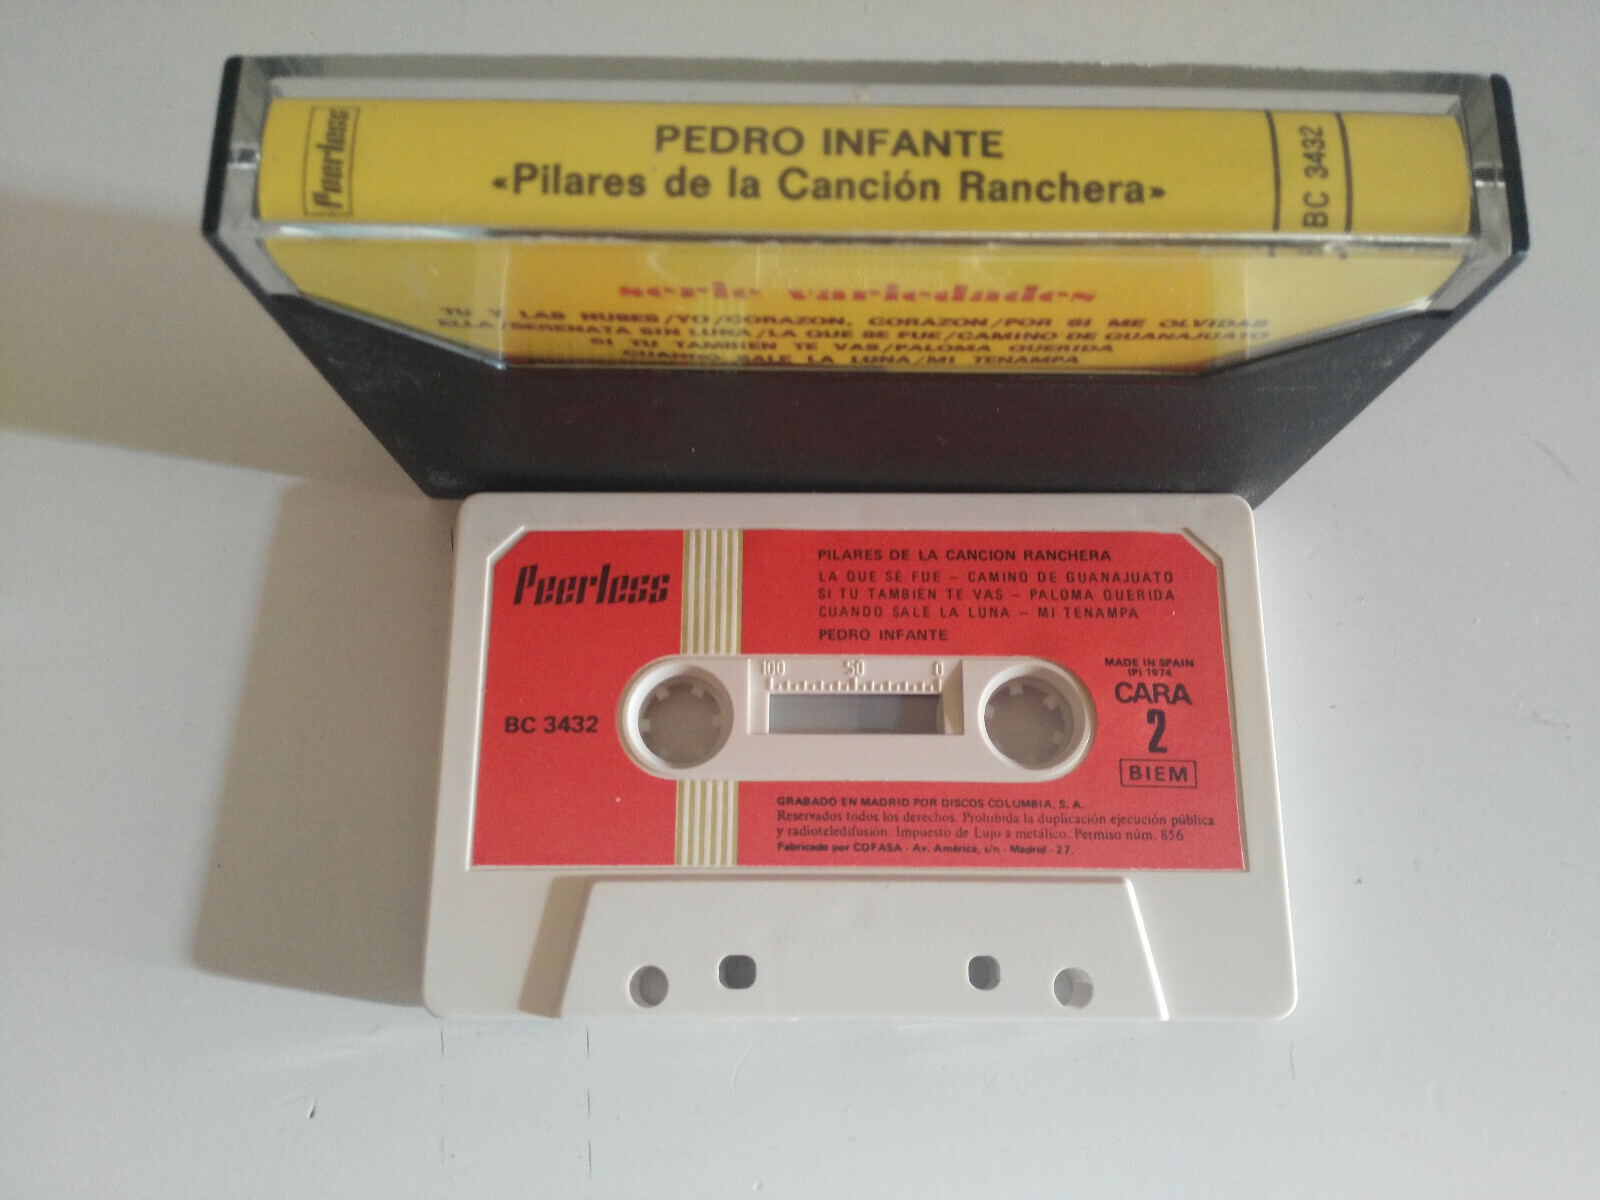 Peerless
PEDRO INFANTE
«Pilares de la Canción Ranchera»
BC 3432
serie variedades
TU Y LAS NUBES/YO/CORAZON, CORAZON/POR SI ME OLVIDAS
ELLA/SERENATA SIN LUNA/LA QUE SE FUE/CAMINO DE GUANAJUATO
SI TU TAMBIEN TE VAS/PALOMA QUERIDA
CUANDO SALE LA LUNA/MI TENAMPA
Peerless
PILARES DE LA CANCION RANCHERA
LA QUE SE FUE – CAMINO DE GUANAJUATO
SI TU TAMBIEN TE VAS – PALOMA QUERIDA
CUANDO SALE LA LUNA – MI TENAMPA
PEDRO INFANTE
100 50 0
MADE IN SPAIN
(P) 1974
CARA
2
BIEM
BC 3432
GRABADO EN MADRID POR DISCOS COLUMBIA, S. A.
Reservados todos los derechos. Prohibida la duplicación ejecución pública
y radioteledifusión. Impuesto de Lujo a metálico. Permiso núm. 856
Fabricado por COFASA - Av. América, s/n - Madrid - 27.